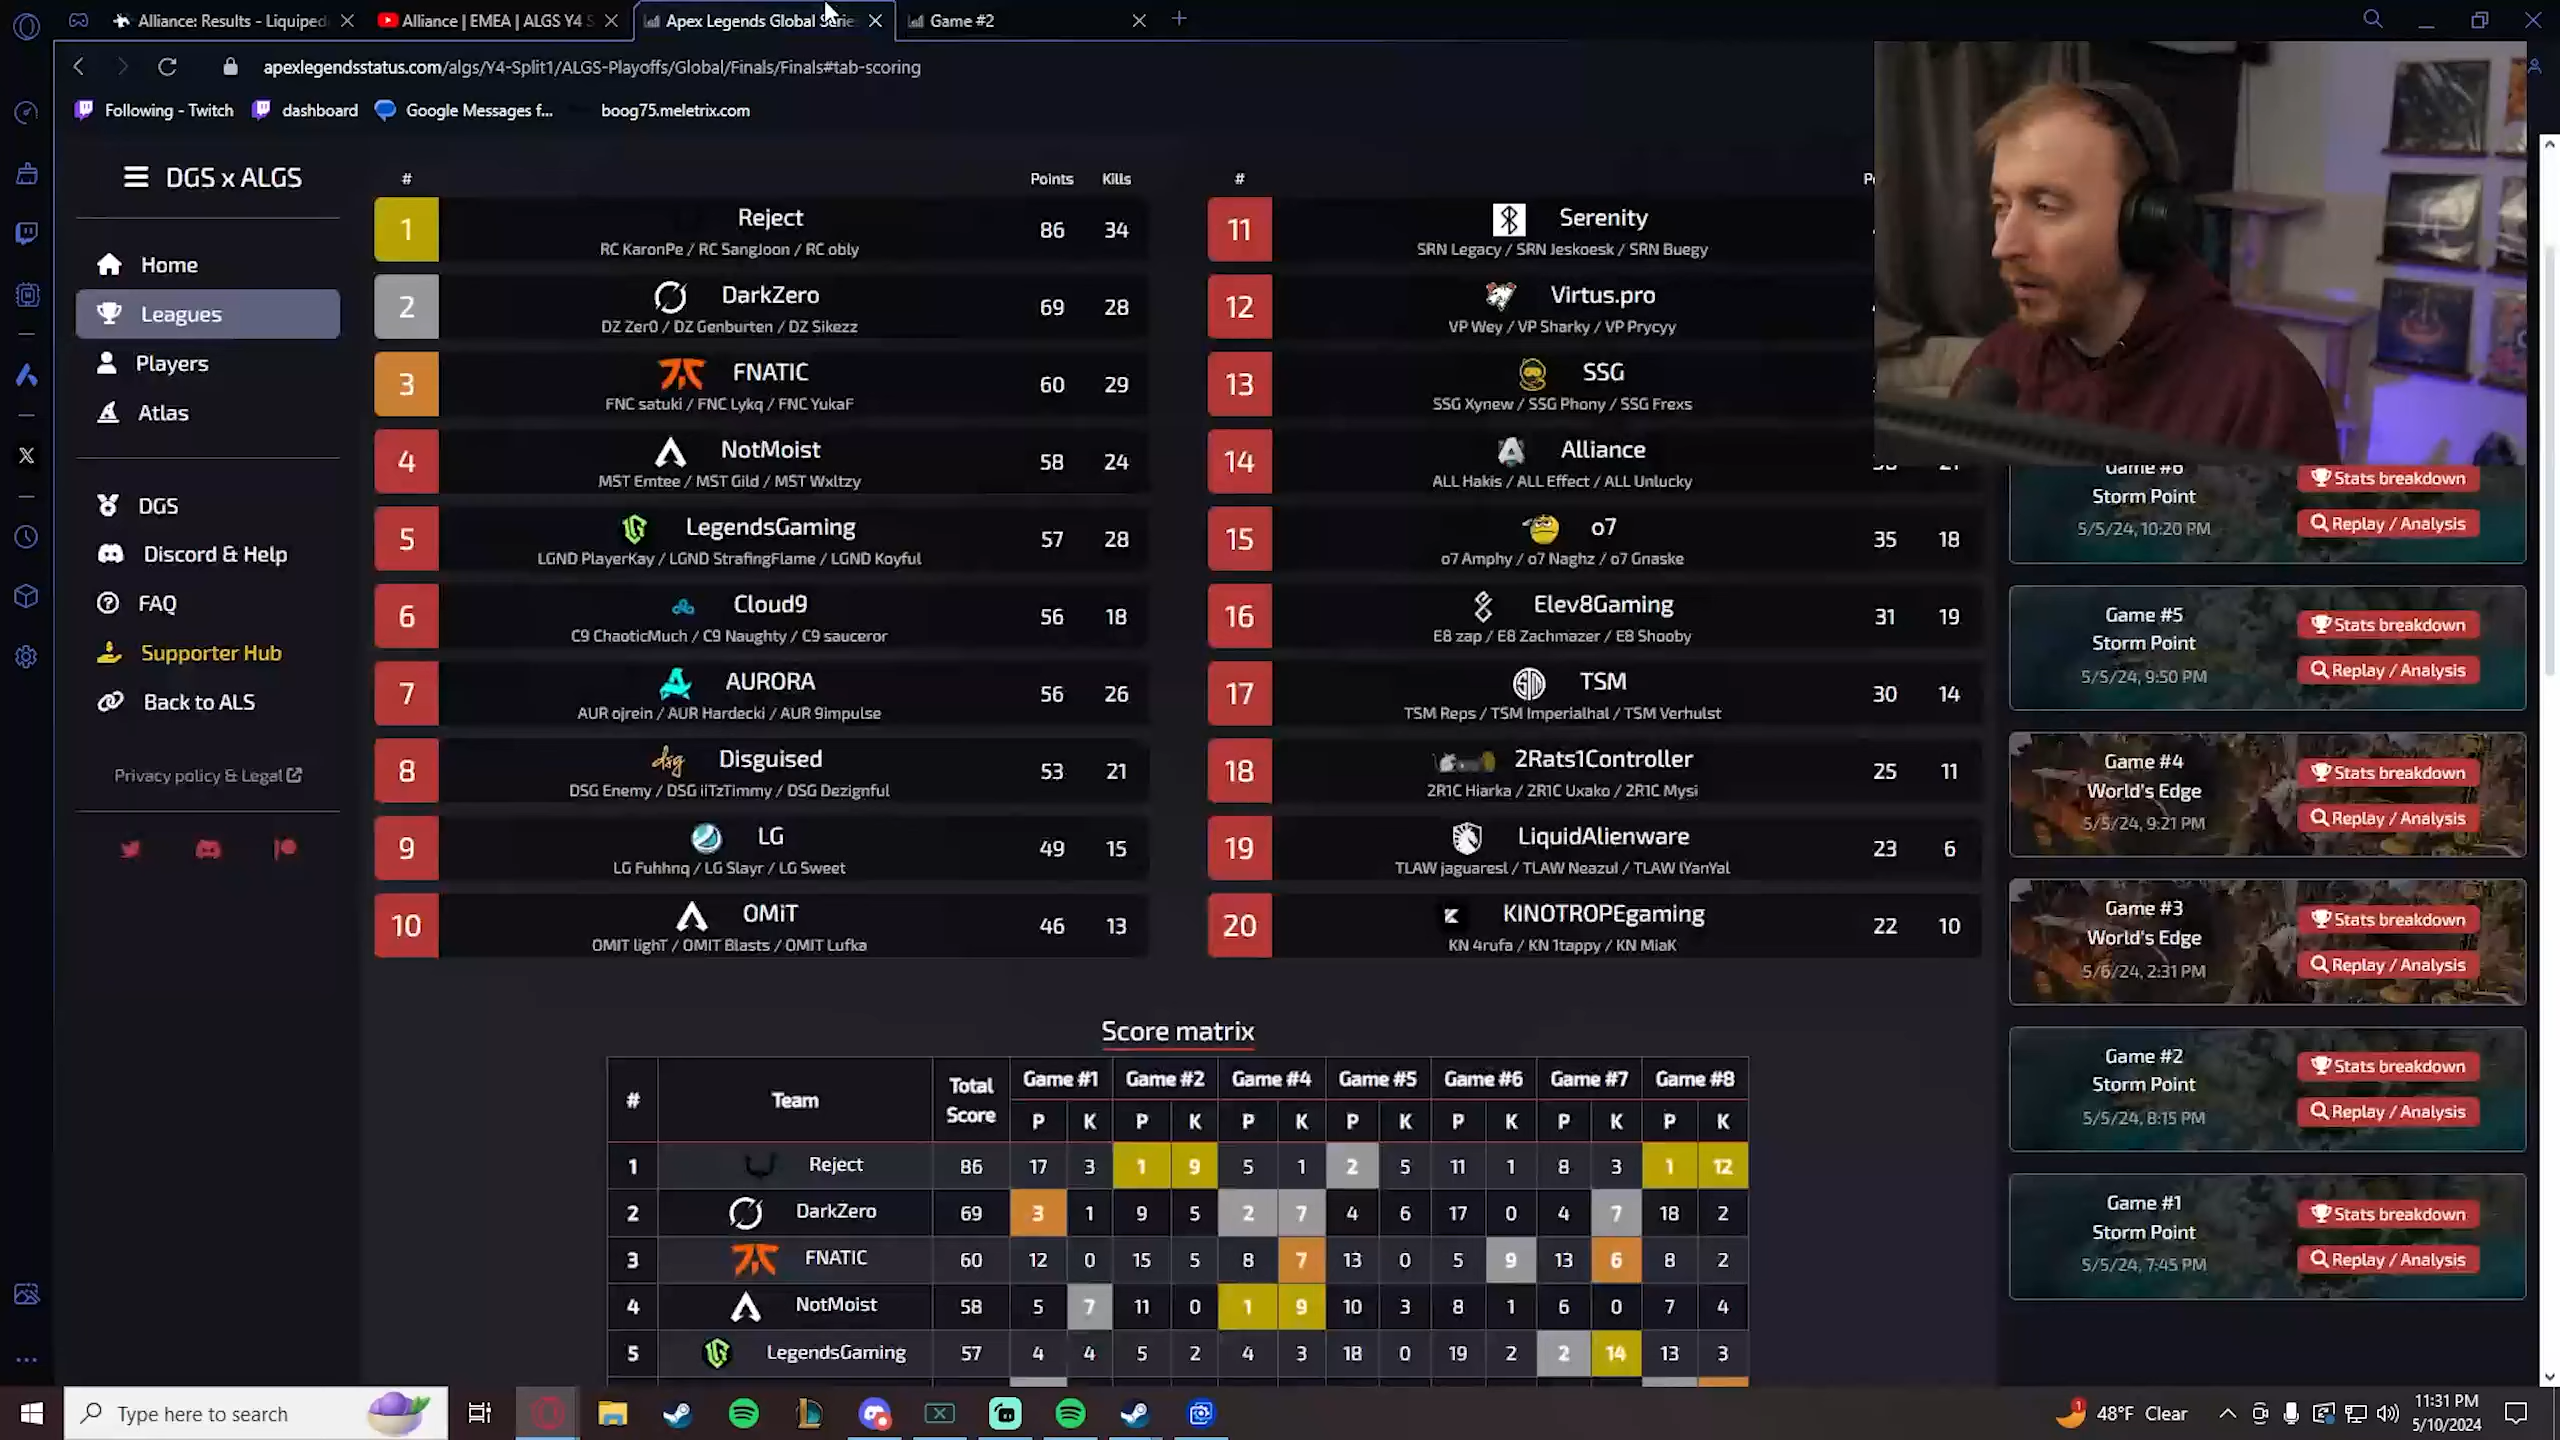 Alliance: Results - Liquiped
Alliance | EMEA | ALGS Y4 S
Apex Legends Global Serie
Game #2
apexlegendsstatus.com/algs/Y4-Split1/ALGS-Playoffs/Global/Finals/Finals#tab-scoring
Following - Twitch
dashboard
Google Messages f...
boog75.meletrix.com
DGS x ALGS
Home
Leagues
Players
Atlas
DGS
Discord & Help
FAQ
Supporter Hub
Back to ALS
Privacy policy & Legal
# Points Kills
1 Reject 86 34
RC KaronPe / RC SangJoon / RC obly
2 DarkZero 69 28
DZ Zer0 / DZ Genburten / DZ Sikezz
3 FNATIC 60 29
FNC satuki / FNC Lykq / FNC YukaF
4 NotMoist 58 24
MST Emtee / MST Gild / MST Wxltzy
5 LegendsGaming 57 28
LGND PlayerKay / LGND StrafingFlame / LGND Koyful
6 Cloud9 56 18
C9 ChaoticMuch / C9 Naughty / C9 sauceror
7 AURORA 56 26
AUR ojrein / AUR Hardecki / AUR 9impulse
8 dsg Disguised 53 21
DSG Enemy / DSG iiTzTimmy / DSG Dezignful
9 LG 49 15
LG Fuhhnq / LG Slayr / LG Sweet
10 OMiT 46 13
OMIT lighT / OMIT Blasts / OMIT Lufka
#
11 Serenity
SRN Legacy / SRN Jeskoesk / SRN Buegy
12 Virtus.pro
VP Wey / VP Sharky / VP Prycyy
13 SSG
SSG Xynew / SSG Phony / SSG Frexs
14 Alliance
ALL Hakis / ALL Effect / ALL Unlucky
15 o7 35 18
o7 Amphy / o7 Naghz / o7 Gnaske
16 Elev8Gaming 31 19
E8 zap / E8 Zachmazer / E8 Shooby
17 TSM 30 14
TSM Reps / TSM Imperialhal / TSM Verhulst
18 2Rats1Controller 25 11
2R1C Hiarka / 2R1C Uxako / 2R1C Mysi
19 LiquidAlienware 23 6
TLAW jaguaresl / TLAW Neazul / TLAW lYanYal
20 KINOTROPEgaming 22 10
KN 4rufa / KN 1tappy / KN MiaK
Game #6 Stats breakdown
Storm Point
5/5/24, 10:20 PM Replay / Analysis
Game #5 Stats breakdown
Storm Point
5/5/24, 9:50 PM Replay / Analysis
Game #4 Stats breakdown
World's Edge
5/5/24, 9:21 PM Replay / Analysis
Game #3 Stats breakdown
World's Edge
5/6/24, 2:31 PM Replay / Analysis
Game #2 Stats breakdown
Storm Point
5/5/24, 8:15 PM Replay / Analysis
Game #1 Stats breakdown
Storm Point
5/5/24, 7:45 PM Replay / Analysis
Score matrix
# Team Total Score Game #1 Game #2 Game #4 Game #5 Game #6 Game #7 Game #8
P K P K P K P K P K P K P K
1 Reject 86 17 3 1 9 5 1 2 5 11 1 8 3 1 12
2 DarkZero 69 3 1 9 5 2 7 4 6 17 0 4 7 18 2
3 FNATIC 60 12 0 15 5 8 7 13 0 5 9 13 6 8 2
4 NotMoist 58 5 7 11 0 1 9 10 3 8 1 6 0 7 4
5 LegendsGaming 57 4 4 5 2 4 3 18 0 19 2 2 14 13 3
Type here to search
1
48°F Clear
11:31 PM
5/10/2024